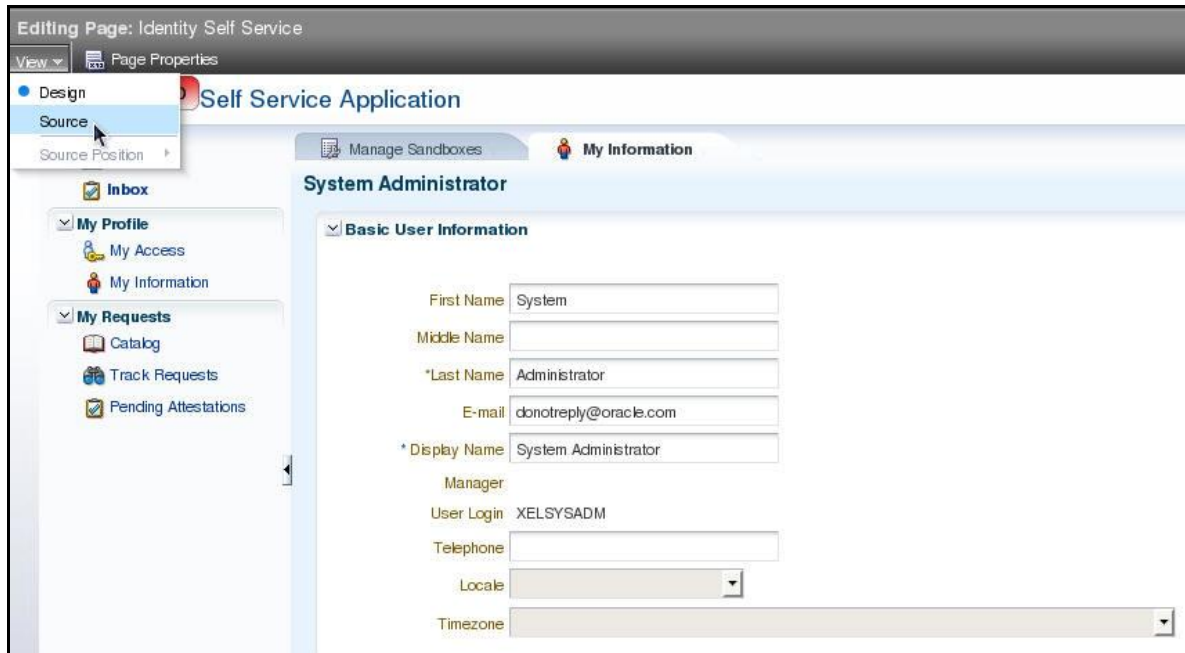 Editing Page: Identity Self Service
View
Page Properties
Design
Source
Source Position
Self Service Application
Manage Sandboxes
My Information
Inbox
My Profile
My Access
My Information
My Requests
Catalog
Track Requests
Pending Attestations
System Administrator
Basic User Information
First Name System
Middle Name
*Last Name Administrator
E-mail donotreply@oracle.com
* Display Name System Administrator
Manager
User Login XELSYSADM
Telephone
Locale
Timezone